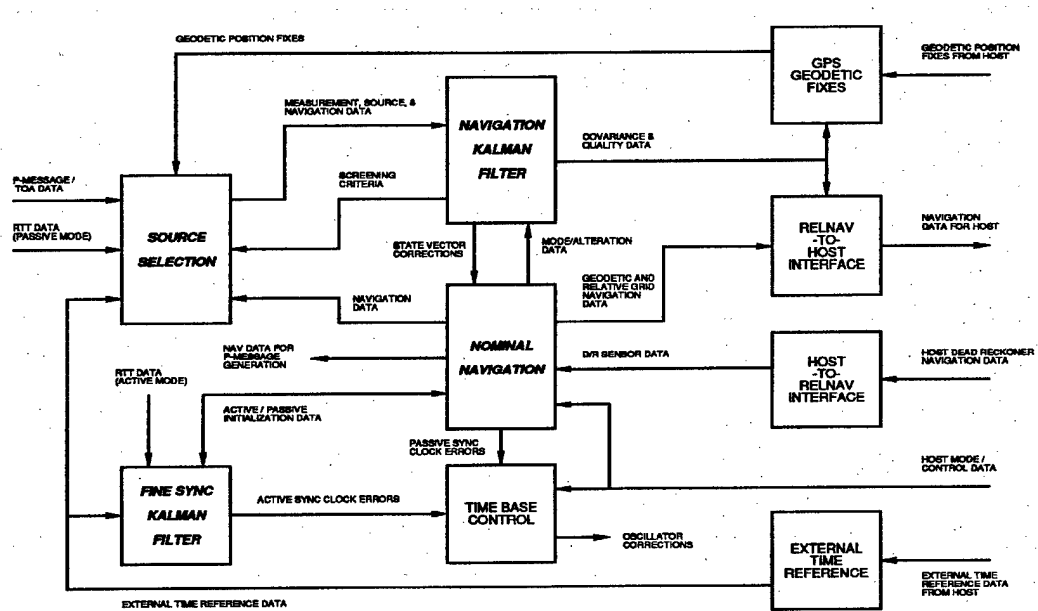 GEODETIC POSITION FIXES
GPS
GEODETIC
FIXES
GEODETIC POSITION
FIXES FROM HOST
MEASUREMENT, SOURCE, &
NAVIGATION DATA
NAVIGATION
KALMAN
FILTER
COVARIANCE &
QUALITY DATA
P-MESSAGE /
TOA DATA
SCREENING
CRITERIA
RTT DATA
(PASSIVE MODE)
SOURCE
SELECTION
STATE VECTOR
CORRECTIONS
MODE/ALTERATION
DATA
RELNAV
-TO-
HOST
INTERFACE
NAVIGATION
DATA FOR HOST
GEODETIC AND
RELATIVE GRID
NAVIGATION
DATA
NAVIGATION
DATA
NAV DATA FOR
P-MESSAGE
GENERATION
NOMINAL
NAVIGATION
D/R SENSOR DATA
HOST
-TO-
RELNAV
INTERFACE
HOST DEAD RECKONER
NAVIGATION DATA
RTT DATA
(ACTIVE MODE)
ACTIVE / PASSIVE
INITIALIZATION DATA
PASSIVE SYNC
CLOCK ERRORS
HOST MODE /
CONTROL DATA
FINE SYNC
KALMAN
FILTER
ACTIVE SYNC CLOCK ERRORS
TIME BASE
CONTROL
OSCILLATOR
CORRECTIONS
EXTERNAL
TIME
REFERENCE
EXTERNAL TIME
REFERENCE DATA
FROM HOST
EXTERNAL TIME REFERENCE DATA